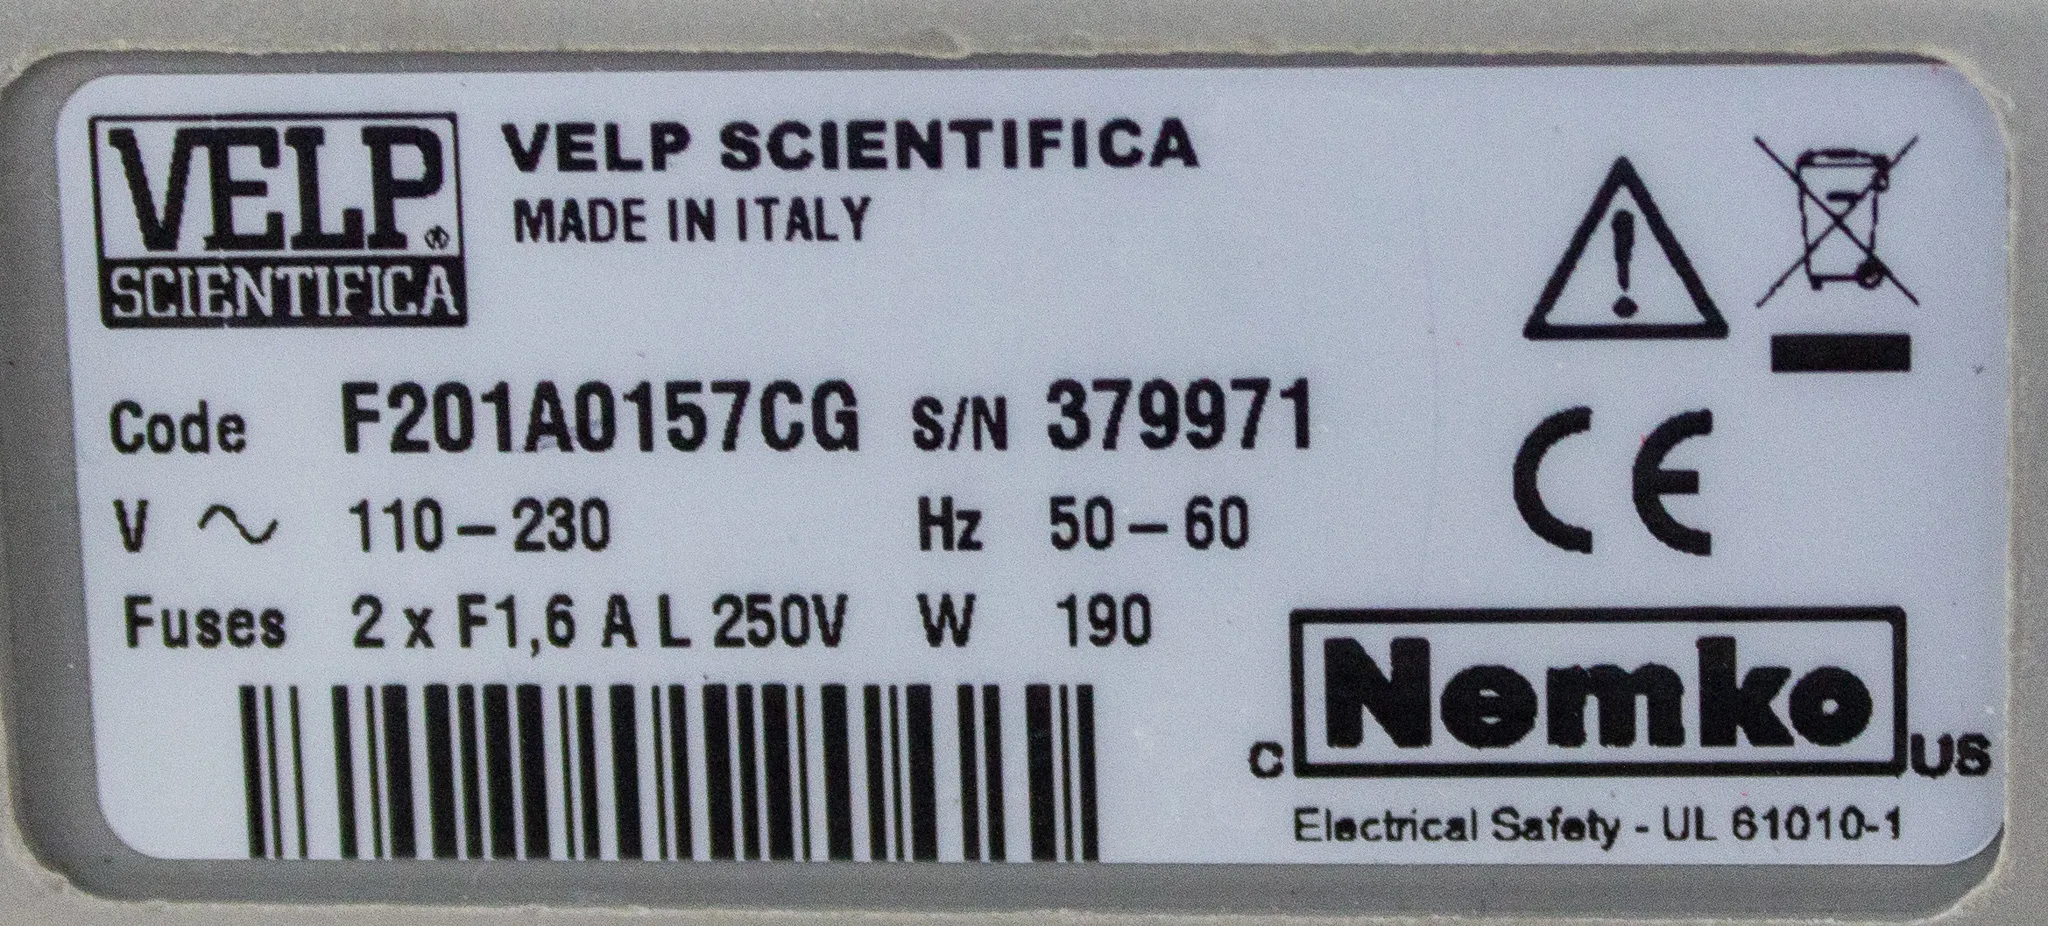 VELP®
SCIENTIFICA
VELP SCIENTIFICA
MADE IN ITALY
Code F201A0157CG S/N 379971
V ~ 110-230 Hz 50-60
Fuses 2 x F1,6 A L 250V W 190
CE
c Nemko US
Electrical Safety - UL 61010-1